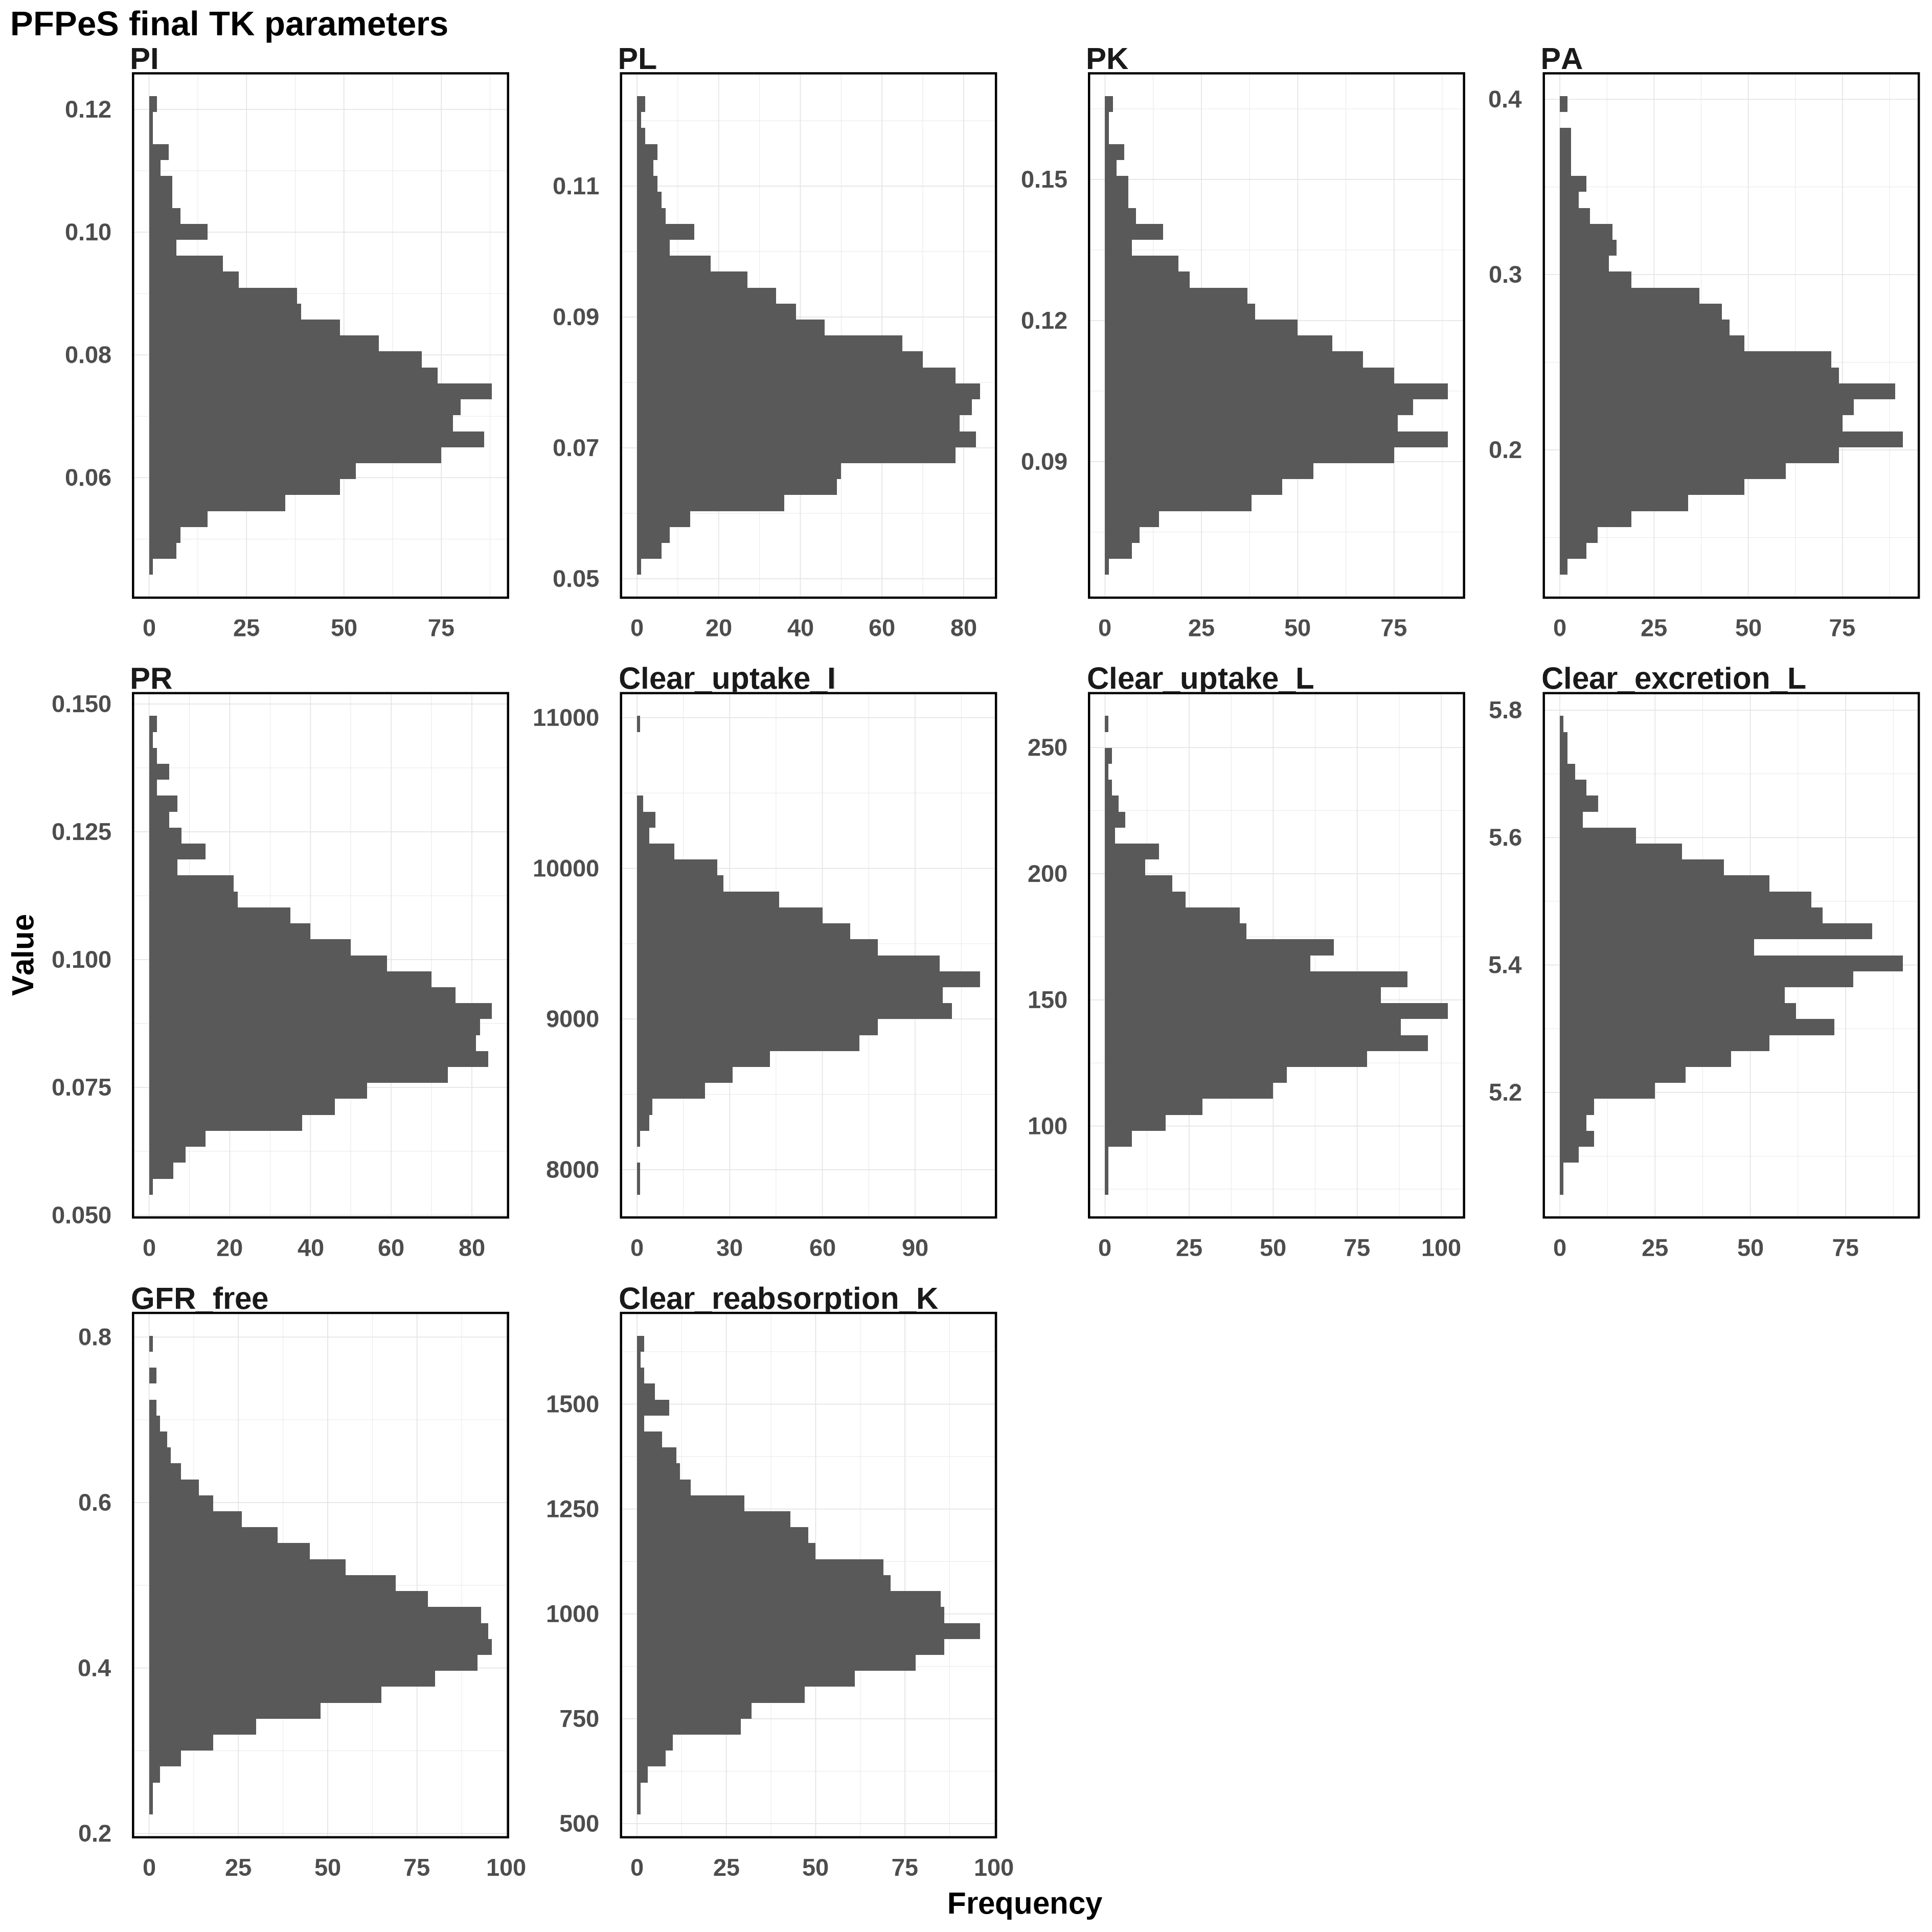 PFPeS final TK parameters
PI PL PK PA
0.12 0.10 0.08 0.06
0 25 50 75
0.11 0.09 0.07 0.05
0 20 40 60 80
0.15 0.12 0.09
0 25 50 75
0.4 0.3 0.2
0 25 50 75
PR Clear_uptake_I Clear_uptake_L Clear_excretion_L
Value
0.150 0.125 0.100 0.075 0.050
0 20 40 60 80
11000 10000 9000 8000
0 30 60 90
250 200 150 100
0 25 50 75 100
5.8 5.6 5.4 5.2
0 25 50 75
GFR_free Clear_reabsorption_K
0.8 0.6 0.4 0.2
0 25 50 75 100
1500 1250 1000 750 500
0 25 50 75 100
Frequency